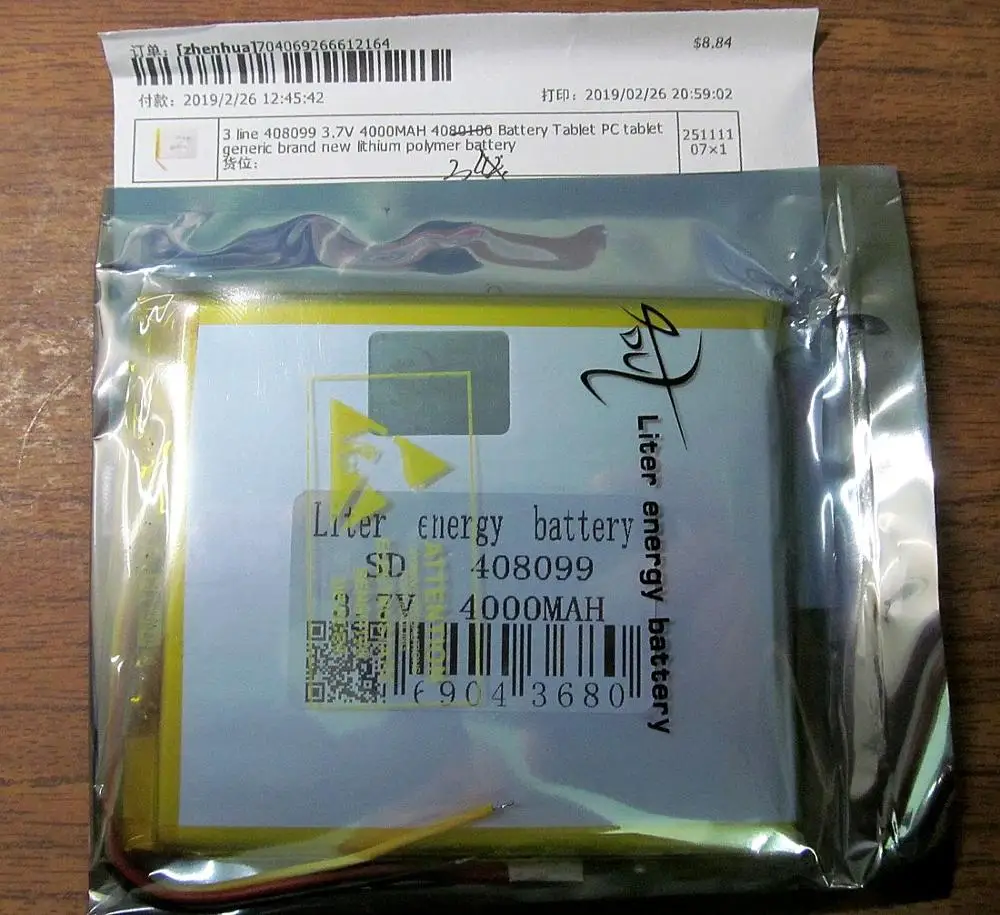 订单: [zhenhua]704069266612164
$8.84
付款: 2019/2/26 12:45:42
打印: 2019/02/26 20:59:02
3 line 408099 3.7V 4000MAH 4080100 Battery Tablet PC tablet
generic brand new lithium polymer battery
货位:
251111
07×1
Liter energy battery
Liter energy battery
SD 408099
3.7V 4000MAH
ATTENTION
69043680